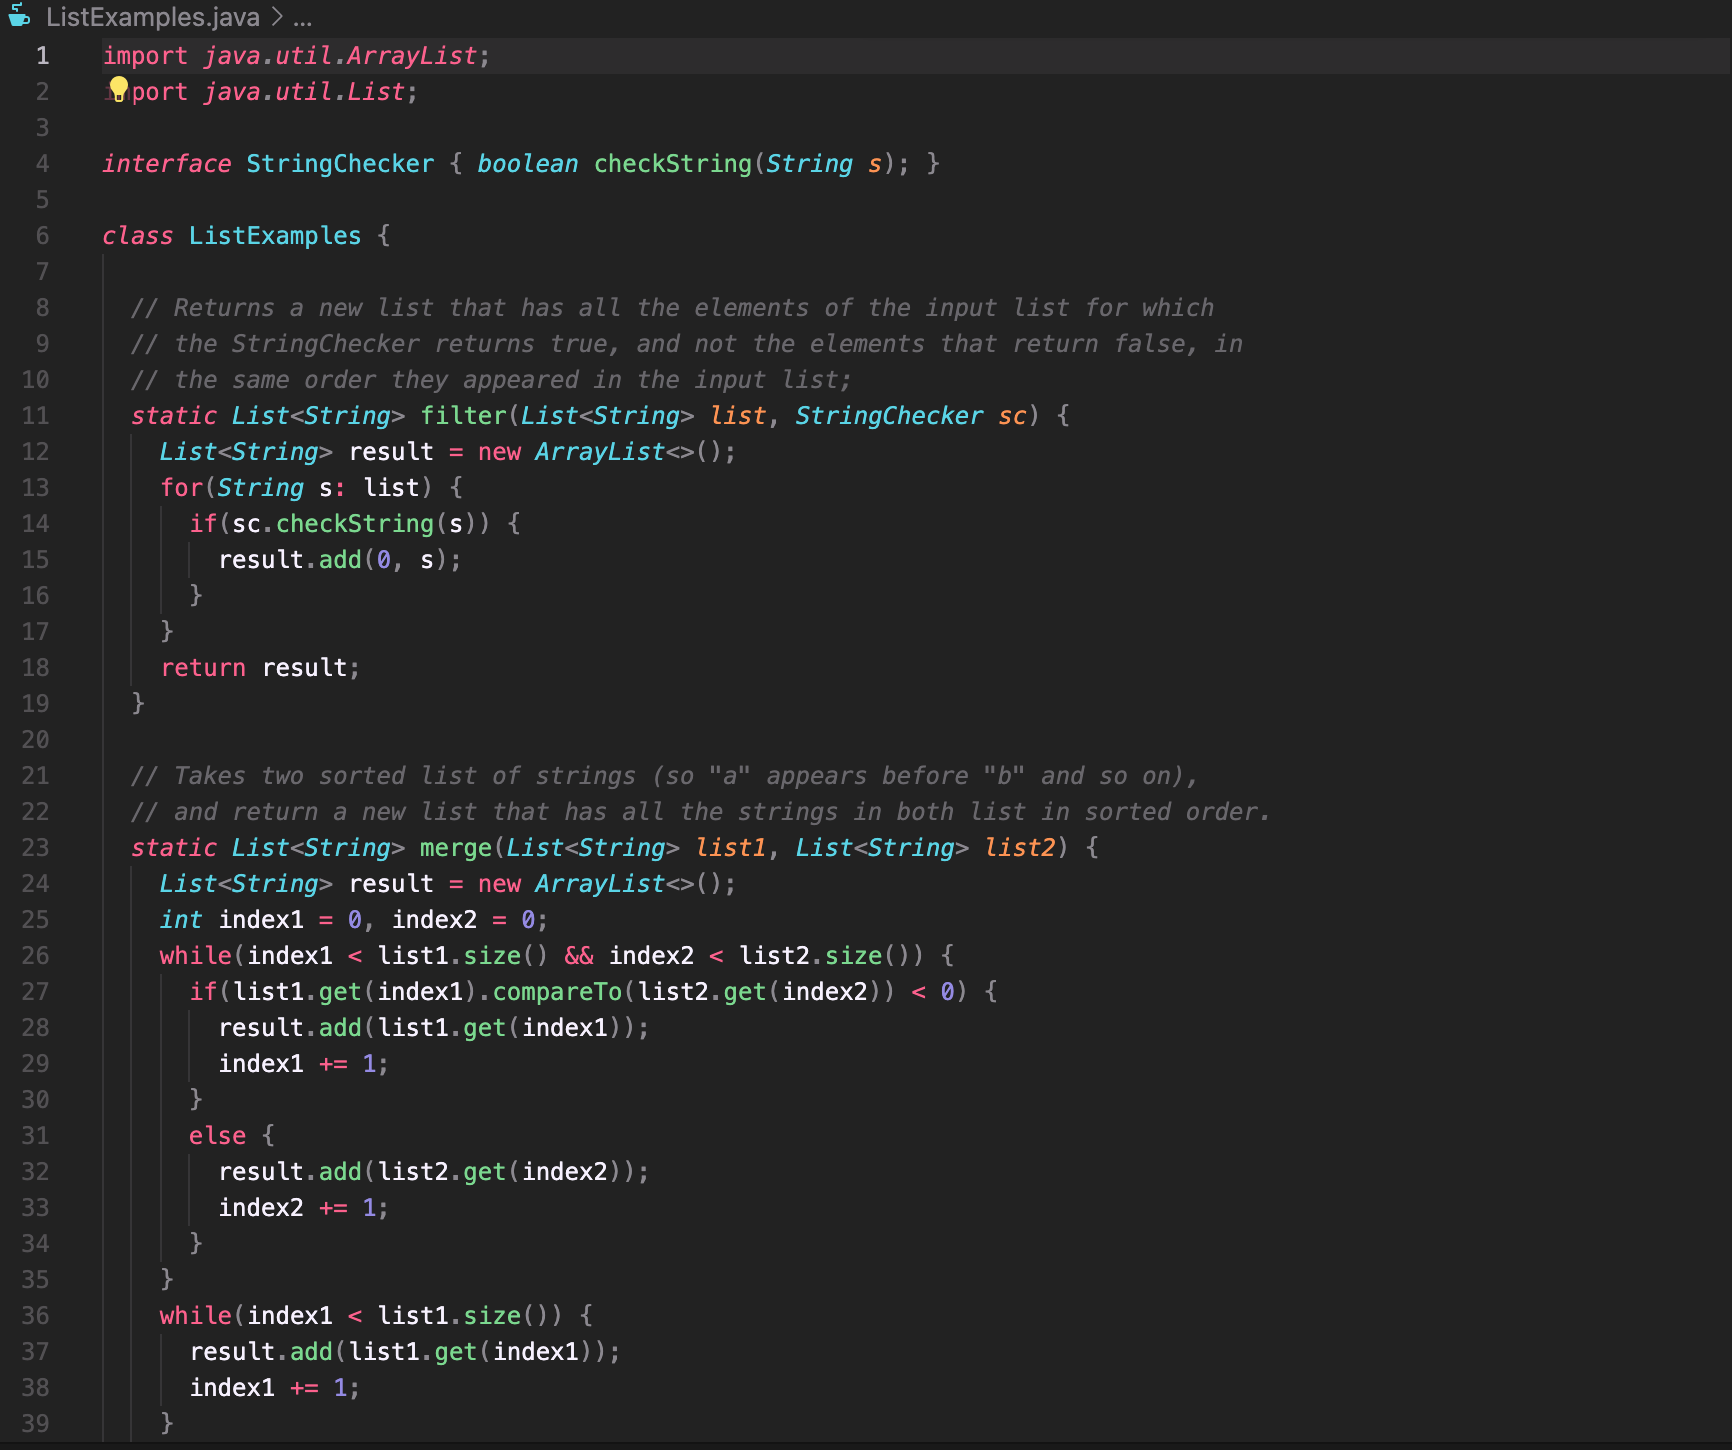 ListExamples.java > ...
1 import java.util.ArrayList;
2 import java.util.List;
3
4 interface StringChecker { boolean checkString(String s); }
5
6 class ListExamples {
7
8   // Returns a new list that has all the elements of the input list for which
9   // the StringChecker returns true, and not the elements that return false, in
10   // the same order they appeared in the input list;
11   static List<String> filter(List<String> list, StringChecker sc) {
12     List<String> result = new ArrayList<>();
13     for(String s: list) {
14       if(sc.checkString(s)) {
15         result.add(0, s);
16       }
17     }
18     return result;
19   }
20
21   // Takes two sorted list of strings (so "a" appears before "b" and so on),
22   // and return a new list that has all the strings in both list in sorted order.
23   static List<String> merge(List<String> list1, List<String> list2) {
24     List<String> result = new ArrayList<>();
25     int index1 = 0, index2 = 0;
26     while(index1 < list1.size() && index2 < list2.size()) {
27       if(list1.get(index1).compareTo(list2.get(index2)) < 0) {
28         result.add(list1.get(index1));
29         index1 += 1;
30       }
31       else {
32         result.add(list2.get(index2));
33         index2 += 1;
34       }
35     }
36     while(index1 < list1.size()) {
37       result.add(list1.get(index1));
38       index1 += 1;
39     }